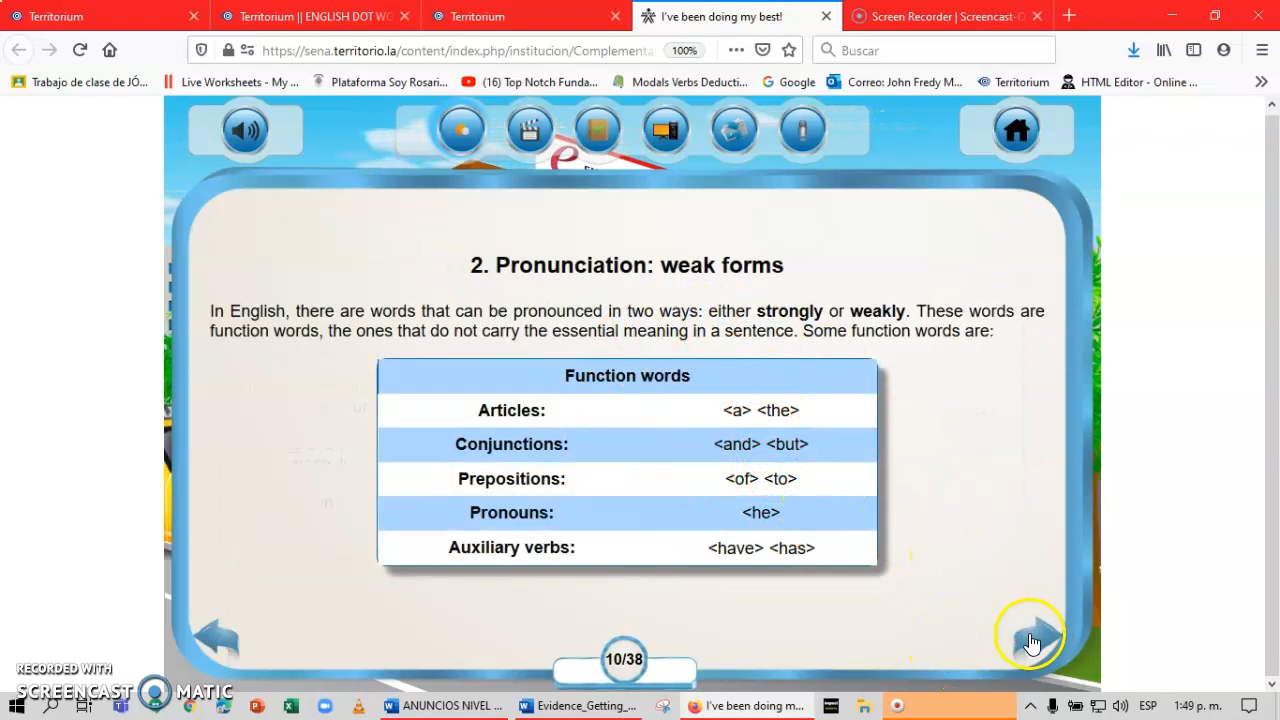 Territorium
Territorium || ENGLISH DOT WO
Territorium
I've been doing my best!
Screen Recorder | Screencast-O
https://sena.territorio.la/content/index.php/institucion/Complementa
100%
Buscar
Trabajo de clase de JÓ...
Live Worksheets - My ...
Plataforma Soy Rosari...
(16) Top Notch Funda...
Modals Verbs Deducti...
Google
Correo: John Fredy M...
Territorium
HTML Editor - Online ...
2. Pronunciation: weak forms
In English, there are words that can be pronounced in two ways: either strongly or weakly. These words are
function words, the ones that do not carry the essential meaning in a sentence. Some function words are:
Function words
Articles: <a> <the>
Conjunctions: <and> <but>
Prepositions: <of> <to>
Pronouns: <he>
Auxiliary verbs: <have> <has>
10/38
RECORDED WITH
SCREENCAST MATIC
ANUNCIOS NIVEL ...
Evidence_Getting_...
I've been doing m...
ESP
1:49 p. m.